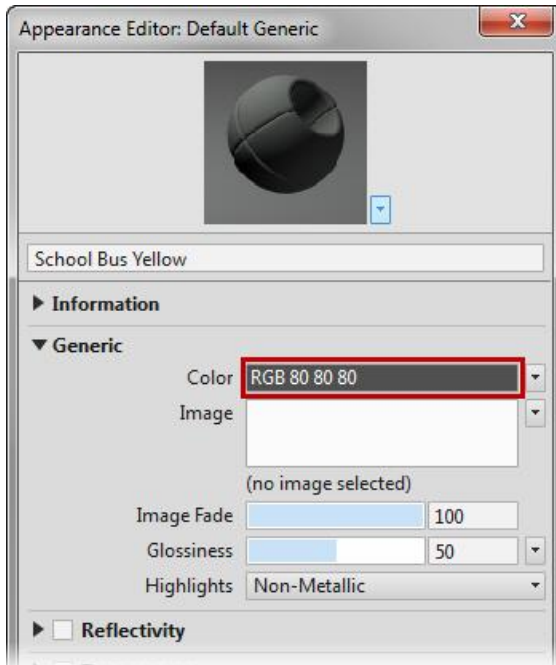 Appearance Editor: Default Generic
School Bus Yellow
Information
Generic
Color RGB 80 80 80
Image
(no image selected)
Image Fade 100
Glossiness 50
Highlights Non-Metallic
Reflectivity